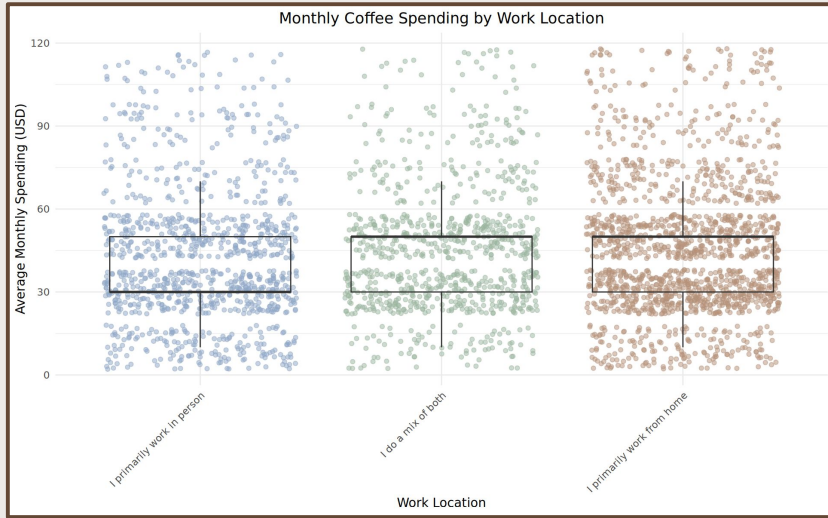 Monthly Coffee Spending by Work Location
Average Monthly Spending (USD)
120
90
60
30
0
I primarily work in person
I do a mix of both
I primarily work from home
Work Location